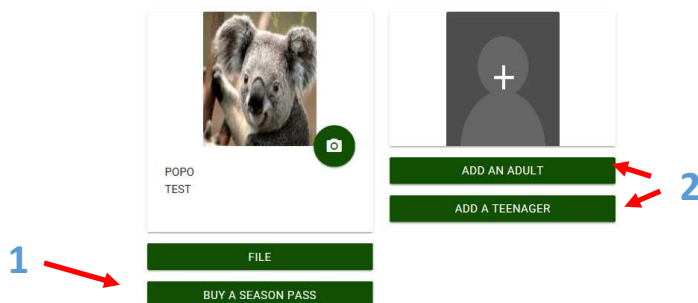 POPO
TEST
FILE
BUY A SEASON PASS
1
ADD AN ADULT
ADD A TEENAGER
2